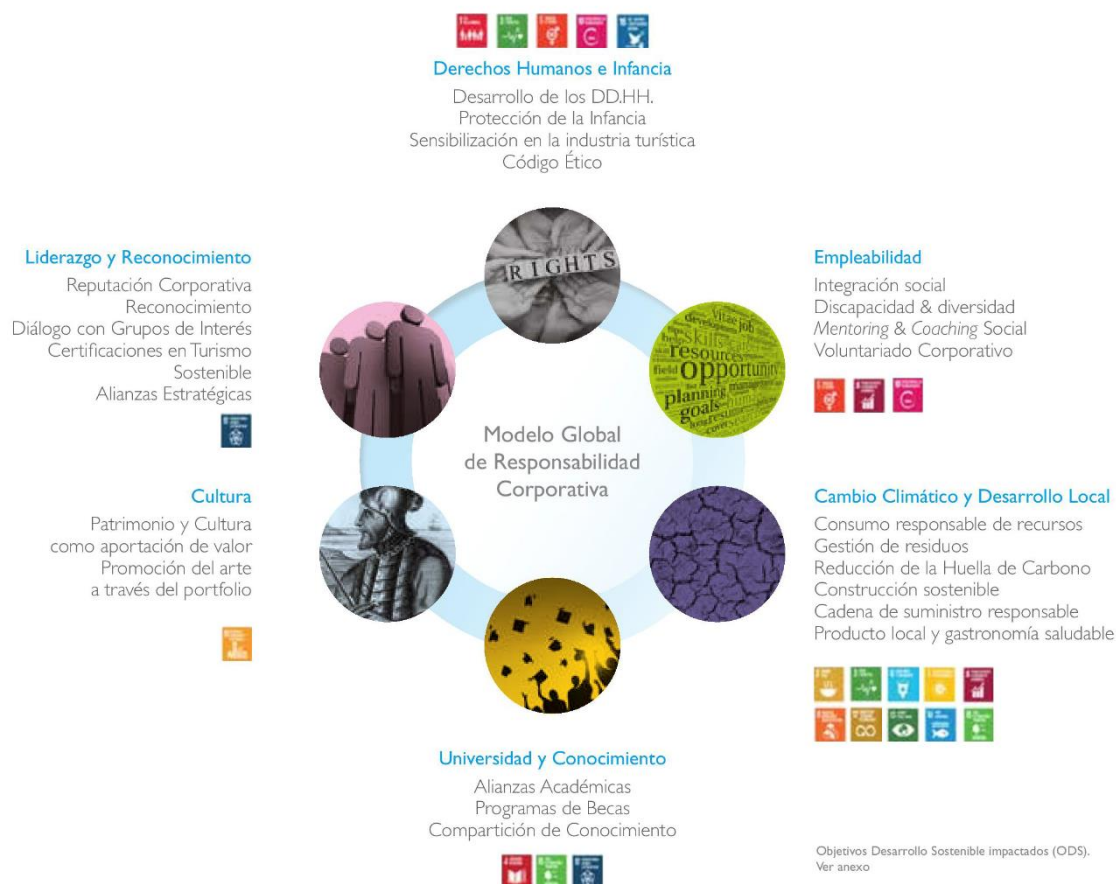 Derechos Humanos e Infancia
Desarrollo de los DD.HH.
Protección de la Infancia
Sensibilización en la industria turística
Código Ético
Liderazgo y Reconocimiento
Reputación Corporativa
Reconocimiento
Diálogo con Grupos de Interés
Certificaciones en Turismo
Sostenible
Alianzas Estratégicas
RIGHTS
Empleabilidad
Integración social
Discapacidad & diversidad
Mentoring & Coaching Social
Voluntariado Corporativo
Vitae job
Skills
resources
field opportunity
planning management
goals human
Modelo Global
de Responsabilidad
Corporativa
Cultura
Patrimonio y Cultura
como aportación de valor
Promoción del arte
a través del portfolio
Cambio Climático y Desarrollo Local
Consumo responsable de recursos
Gestión de residuos
Reducción de la Huella de Carbono
Construcción sostenible
Cadena de suministro responsable
Producto local y gastronomía saludable
Universidad y Conocimiento
Alianzas Académicas
Programas de Becas
Compartición de Conocimiento
Objetivos Desarrollo Sostenible impactados (ODS).
Ver anexo